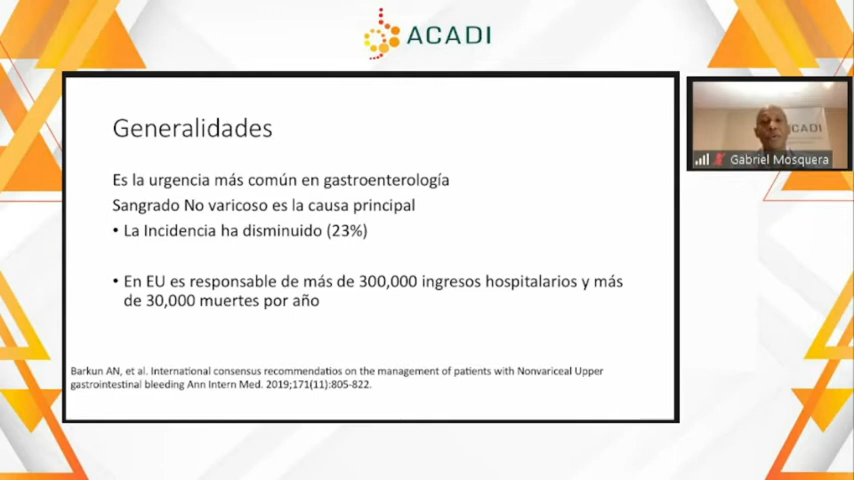 ACADI
Generalidades
Es la urgencia más común en gastroenterología
Sangrado No varicoso es la causa principal
• La Incidencia ha disminuido (23%)
• En EU es responsable de más de 300,000 ingresos hospitalarios y más
de 30,000 muertes por año
Barkun AN, et al. International consensus recommendatios on the management of patients with Nonvariceal Upper
gastrointestinal bleeding Ann Intern Med. 2019;171(11):805-822.
ACADI
Gabriel Mosquera